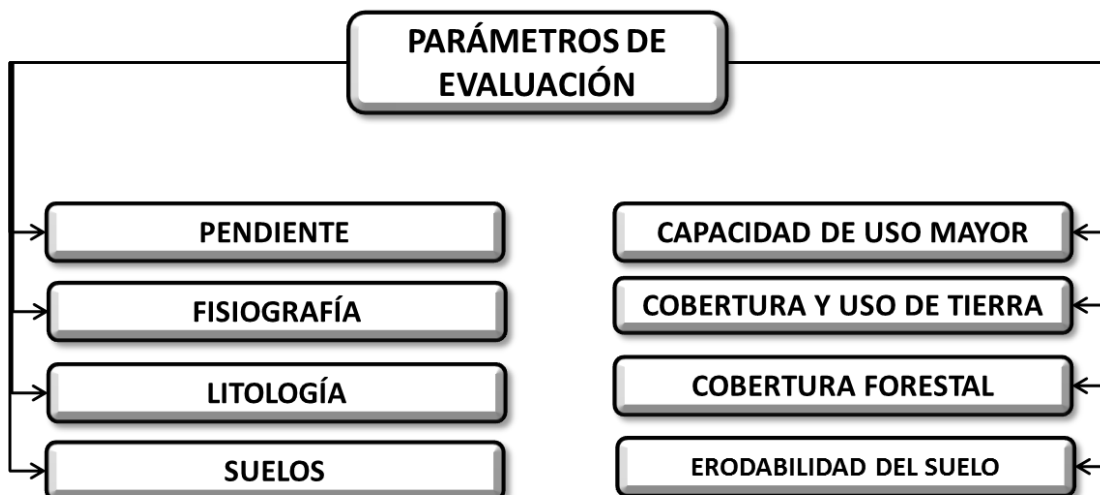 PARÁMETROS DE
EVALUACIÓN
PENDIENTE
FISIOGRAFÍA
LITOLOGÍA
SUELOS
CAPACIDAD DE USO MAYOR
COBERTURA Y USO DE TIERRA
COBERTURA FORESTAL
ERODABILIDAD DEL SUELO